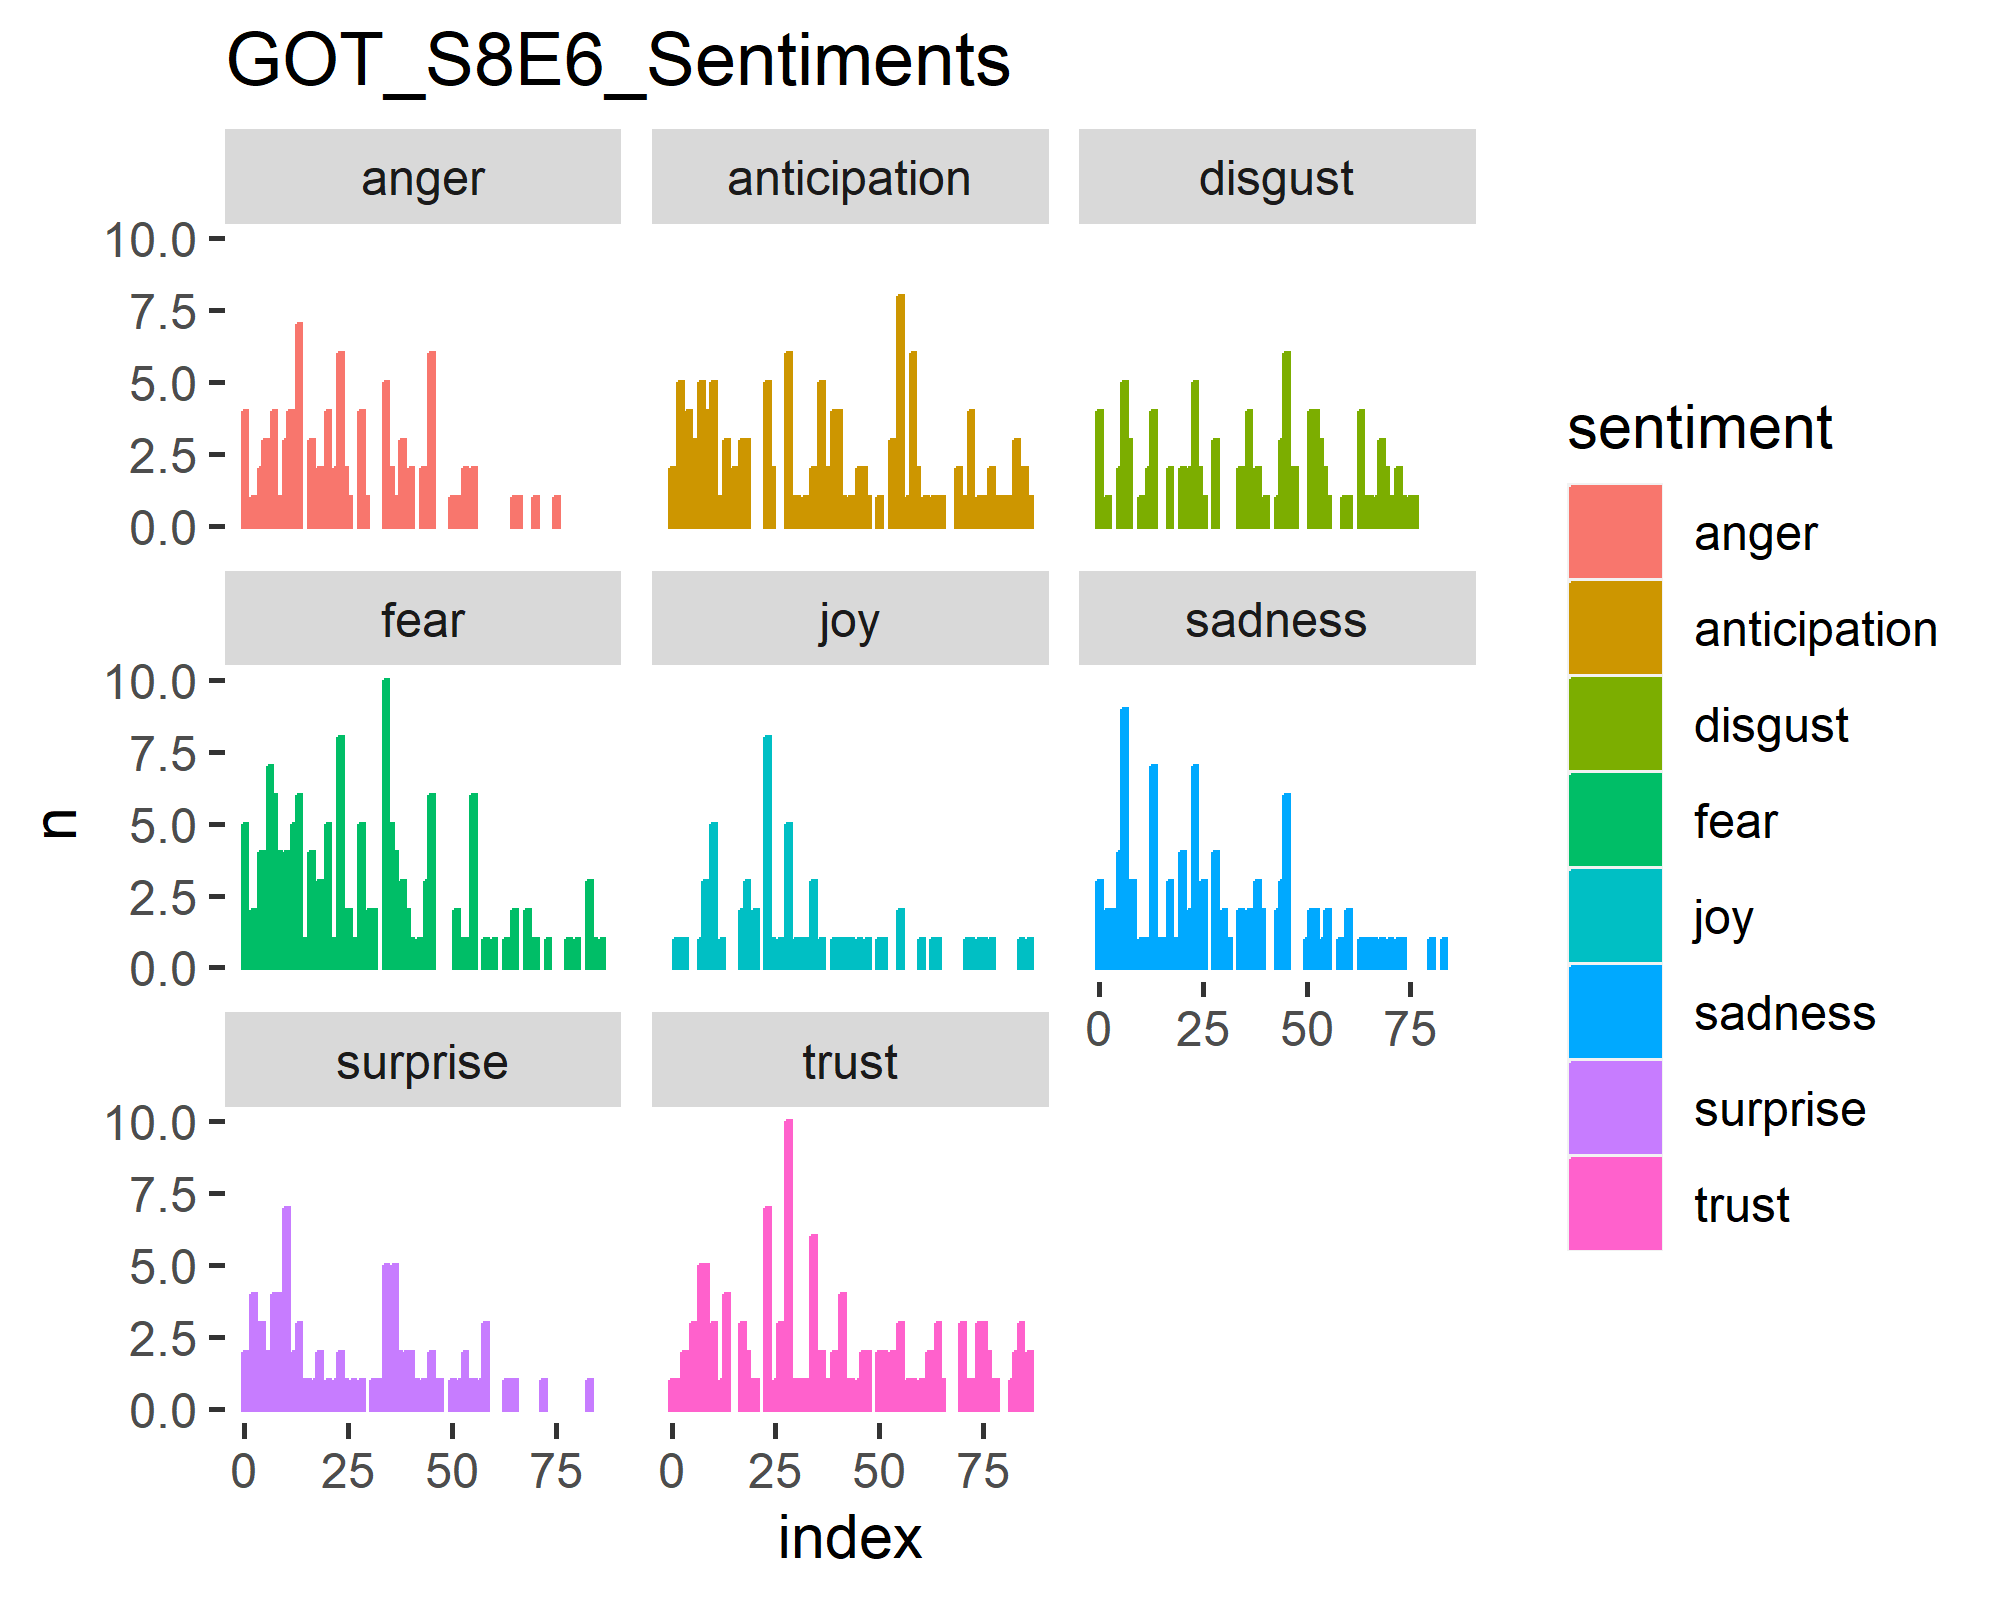 GOT_S8E6_Sentiments
anger
anticipation
disgust
10.0
7.5
5.0
2.5
0.0
fear
joy
sadness
10.0
7.5
5.0
2.5
0.0
0 25 50 75
surprise
trust
10.0
7.5
5.0
2.5
0.0
0 25 50 75
0 25 50 75
n
index
sentiment
anger
anticipation
disgust
fear
joy
sadness
surprise
trust